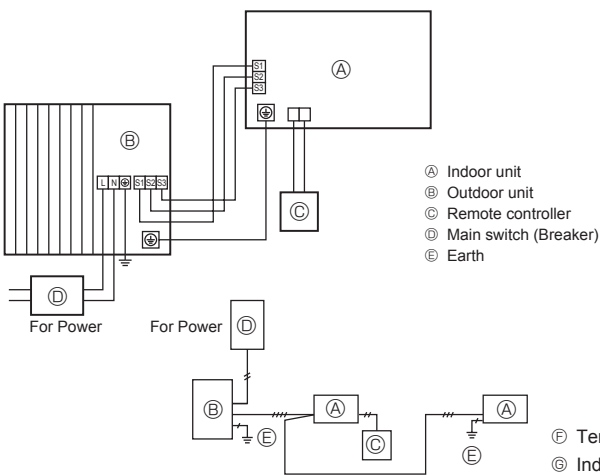 S1
S2
S3
Ⓐ
Ⓑ
L N S1 S2 S3
Ⓒ
Ⓐ Indoor unit
Ⓑ Outdoor unit
Ⓒ Remote controller
Ⓓ Main switch (Breaker)
Ⓔ Earth
Ⓓ
For Power
For Power
Ⓓ
Ⓑ
Ⓔ
Ⓐ
Ⓒ
Ⓐ
Ⓔ
Ⓕ
Ⓖ